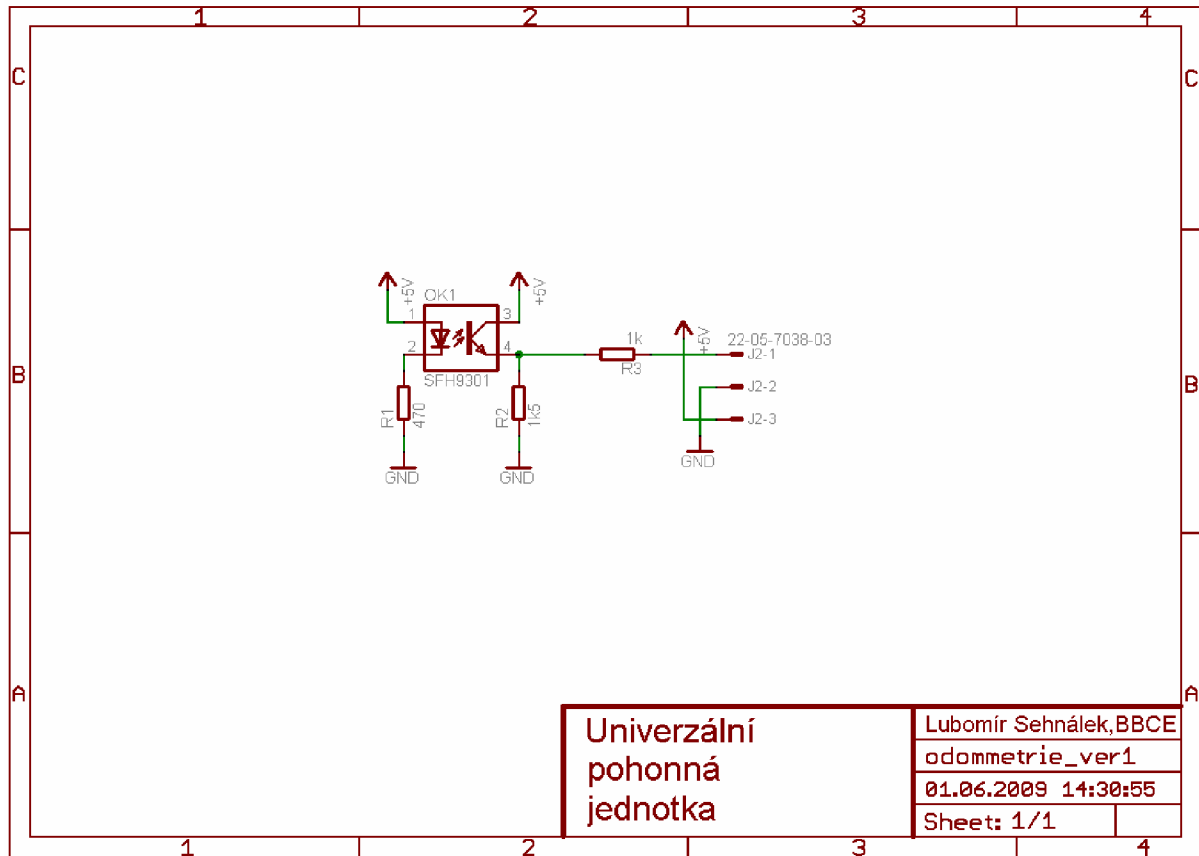 1 2 3 4
C C
B B
A A
+5V
+5V
OK1
1
3
2
4
SFH9301
R1
470
R2
1k5
GND
GND
1k
R3
+5V
22-05-7038-03
J2-1
J2-2
J2-3
GND
Univerzální
pohonná
jednotka
Lubomír Sehnálek,BBCE
odommetrie_ver1
01.06.2009 14:30:55
Sheet: 1/1
1 2 3 4